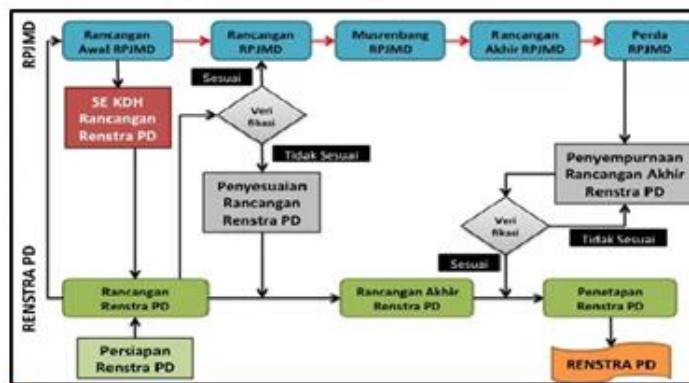 RPJMD
Rancangan
Awal RPJMD
Rancangan
RPJMD
Musrenbang
RPJMD
Rancangan
Akhir RPJMD
Perda
RPJMD
Sesuai
SE KDH
Rancangan
Renstra PD
Veri
fikasi
Tidak Sesuai
Penyesuaian
Rancangan
Renstra PD
Penyempurnaan
Rancangan Akhir
Renstra PD
Veri
fikasi
Tidak Sesuai
Sesuai
RENSTRA PD
Rancangan
Renstra PD
Rancangan Akhir
Renstra PD
Penetapan
Renstra PD
Persiapan
Renstra PD
RENSTRA PD